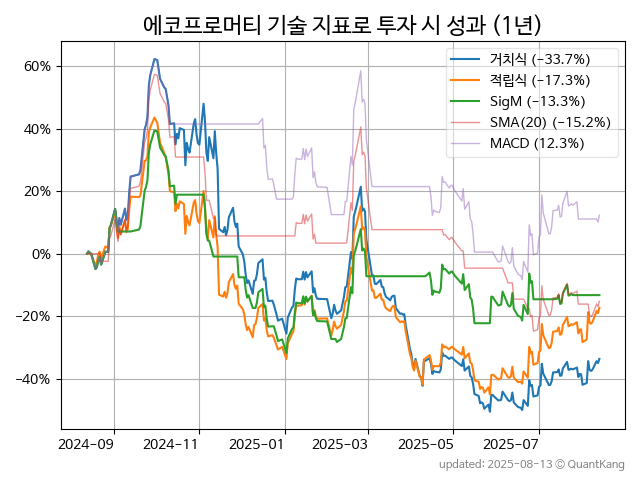 에코프로머티 기술 지표로 투자 시 성과 (1년)
거치식 (−33.7%)
적립식 (−17.3%)
SigM (−13.3%)
SMA(20) (−15.2%)
MACD (12.3%)
60%
40%
20%
0%
−20%
−40%
2024-09
2024-11
2025-01
2025-03
2025-05
2025-07
updated: 2025-08-13 ⓒ QuantKang